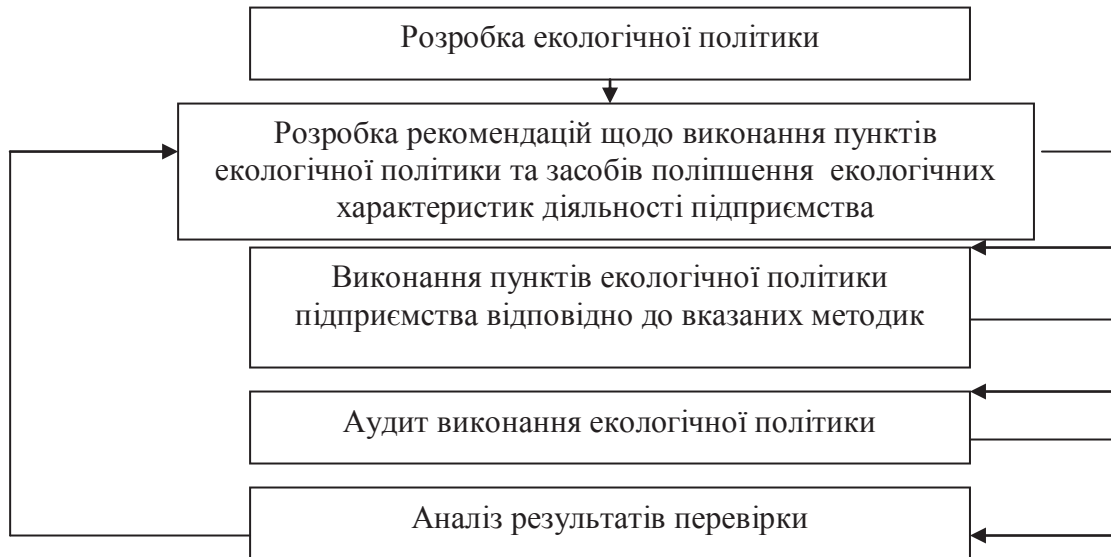 Розробка екологічної політики
Розробка рекомендацій щодо виконання пунктів
екологічної політики та засобів поліпшення екологічних
характеристик діяльності підприємства
Виконання пунктів екологічної політики
підприємства відповідно до вказаних методик
Аудит виконання екологічної політики
Аналіз результатів перевірки